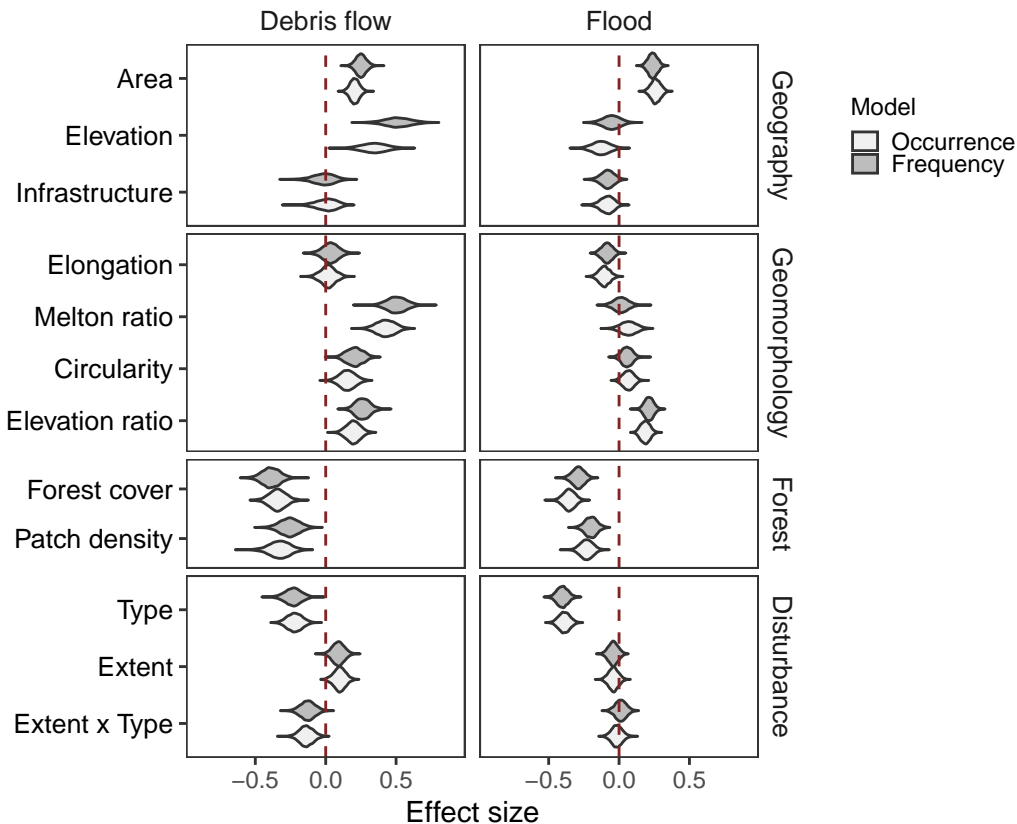 Debris flow
Flood
Area
Elevation
Infrastructure
Geography
Elongation
Melton ratio
Circularity
Elevation ratio
Geomorphology
Forest cover
Patch density
Forest
Type
Extent
Extent x Type
Disturbance
−0.5 0.0 0.5
−0.5 0.0 0.5
Effect size
Model
Occurrence
Frequency